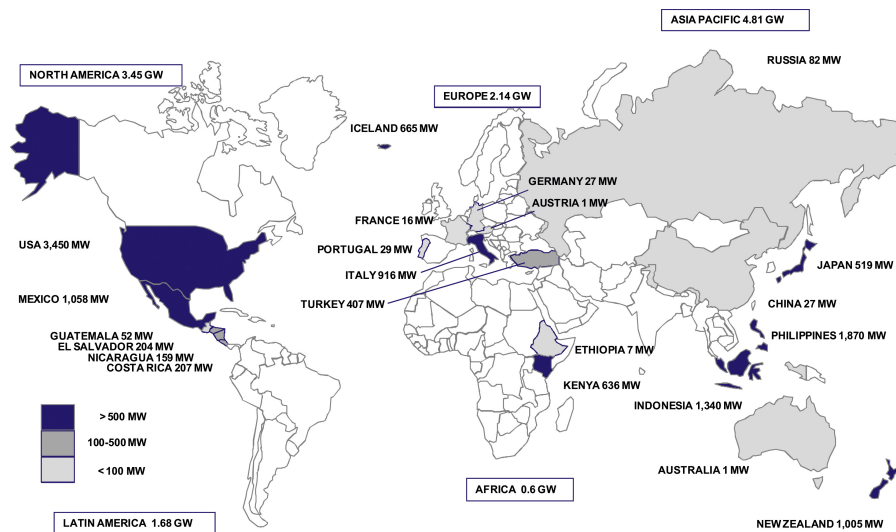 ASIA PACIFIC 4.81 GW
RUSSIA 82 MW
NORTH AMERICA 3.45 GW
EUROPE 2.14 GW
ICELAND 665 MW
GERMANY 27 MW
AUSTRIA 1 MW
FRANCE 16 MW
USA 3,450 MW
PORTUGAL 29 MW
JAPAN 519 MW
ITALY 916 MW
MEXICO 1,058 MW
TURKEY 407 MW
CHINA 27 MW
GUATEMALA 52 MW
PHILIPPINES 1,870 MW
EL SALVADOR 204 MW
ETHIOPIA 7 MW
NICARAGUA 159 MW
COSTA RICA 207 MW
KENYA 636 MW
INDONESIA 1,340 MW
> 500 MW
100-500 MW
< 100 MW
AUSTRALIA 1 MW
AFRICA 0.6 GW
LATIN AMERICA 1.68 GW
NEW ZEALAND 1,005 MW